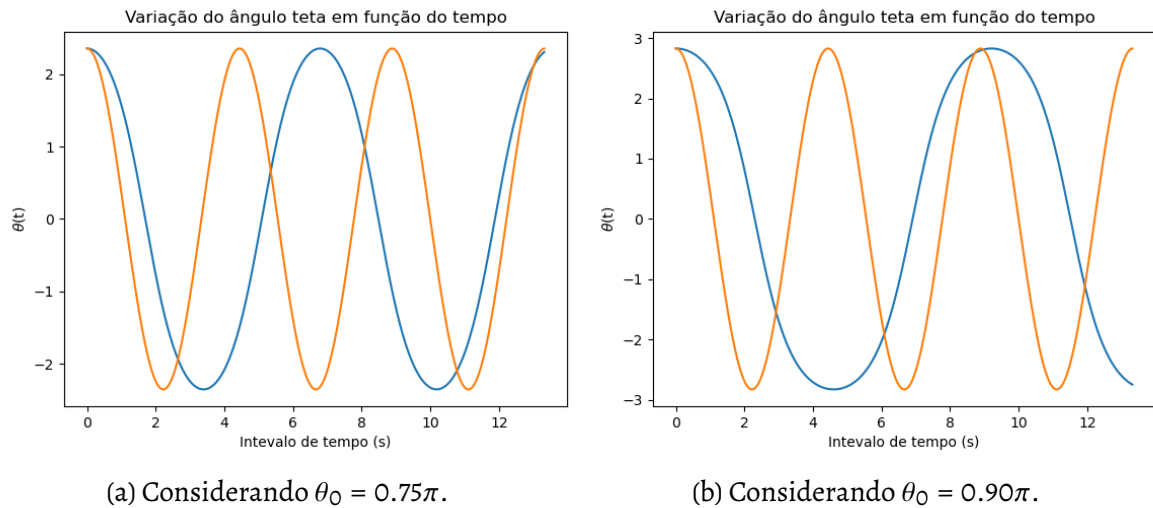 Variação do ângulo teta em função do tempo
θ(t)
2
1
0
−1
−2
0 2 4 6 8 10 12
Intevalo de tempo (s)
(a) Considerando θ₀ = 0.75π.
Variação do ângulo teta em função do tempo
θ(t)
3
2
1
0
−1
−2
−3
0 2 4 6 8 10 12
Intevalo de tempo (s)
(b) Considerando θ₀ = 0.90π.